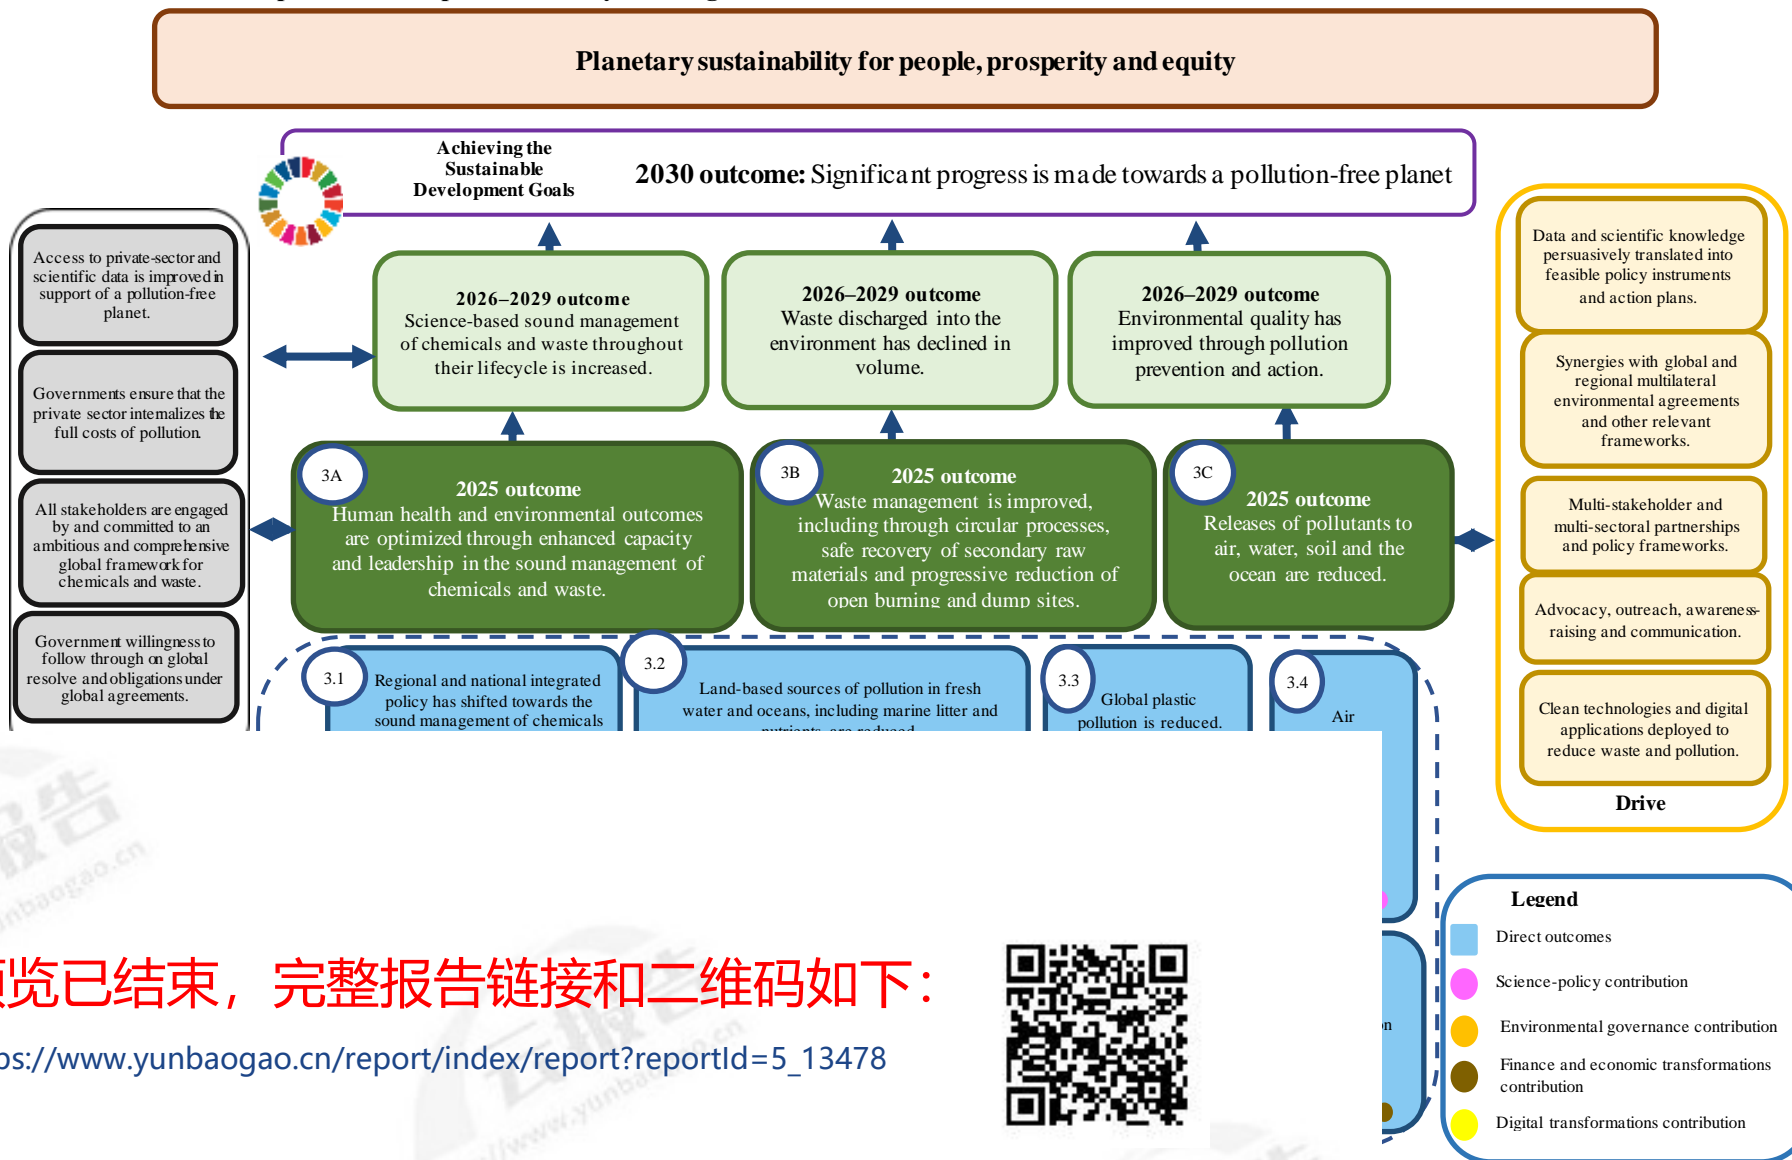 Planetary sustainability for people, prosperity and equity
Achieving the
Sustainable
Development Goals
2030 outcome: Significant progress is made towards a pollution-free planet
Access to private-sector and
scientific data is improved in
support of a pollution-free
planet.
Governments ensure that the
private sector internalizes the
full costs of pollution.
All stakeholders are engaged
by and committed to an
ambitious and comprehensive
global framework for
chemicals and waste.
Government willingness to
follow through on global
resolve and obligations under
global agreements.
2026–2029 outcome
Science-based sound management
of chemicals and waste throughout
their lifecycle is increased.
2026–2029 outcome
Waste discharged into the
environment has declined in
volume.
2026–2029 outcome
Environmental quality has
improved through pollution
prevention and action.
3A
2025 outcome
Human health and environmental outcomes
are optimized through enhanced capacity
and leadership in the sound management of
chemicals and waste.
3B
2025 outcome
Waste management is improved,
including through circular processes,
safe recovery of secondary raw
materials and progressive reduction of
open burning and dump sites.
3C
2025 outcome
Releases of pollutants to
air, water, soil and the
ocean are reduced.
3.1
Regional and national integrated
policy has shifted towards the
sound management of chemicals
3.2
Land-based sources of pollution in fresh
water and oceans, including marine litter and
nutrients, are reduced
3.3
Global plastic
pollution is reduced.
3.4
Air
Data and scientific knowledge
persuasively translated into
feasible policy instruments
and action plans.
Synergies with global and
regional multilateral
environmental agreements
and other relevant
frameworks.
Multi-stakeholder and
multi-sectoral partnerships
and policy frameworks.
Advocacy, outreach, awareness-
raising and communication.
Clean technologies and digital
applications deployed to
reduce waste and pollution.
Drive
Legend
Direct outcomes
Science-policy contribution
Environmental governance contribution
Finance and economic transformations
contribution
Digital transformations contribution
览已结束，完整报告链接和二维码如下：
ps://www.yunbaogao.cn/report/index/report?reportId=5_13478